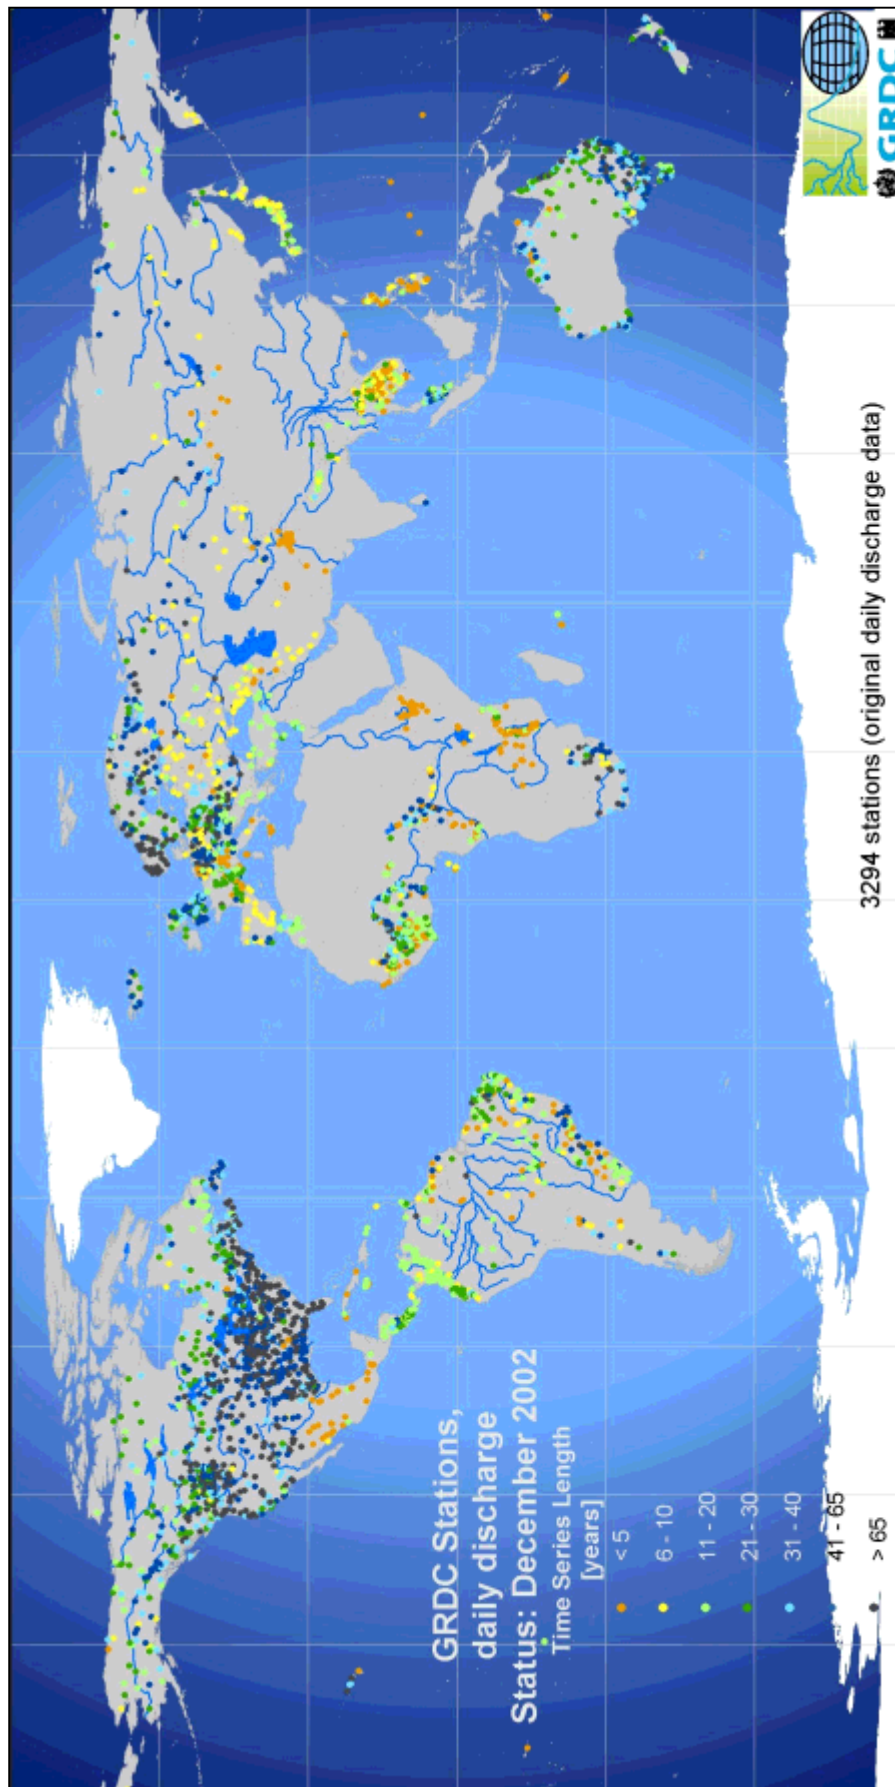 GRDC Stations,
daily discharge
Status: December 2002
Time Series Length
[years]
< 5
6 - 10
11 - 20
21 - 30
31 - 40
41 - 65
> 65
3294 stations (original daily discharge data)
GRDC